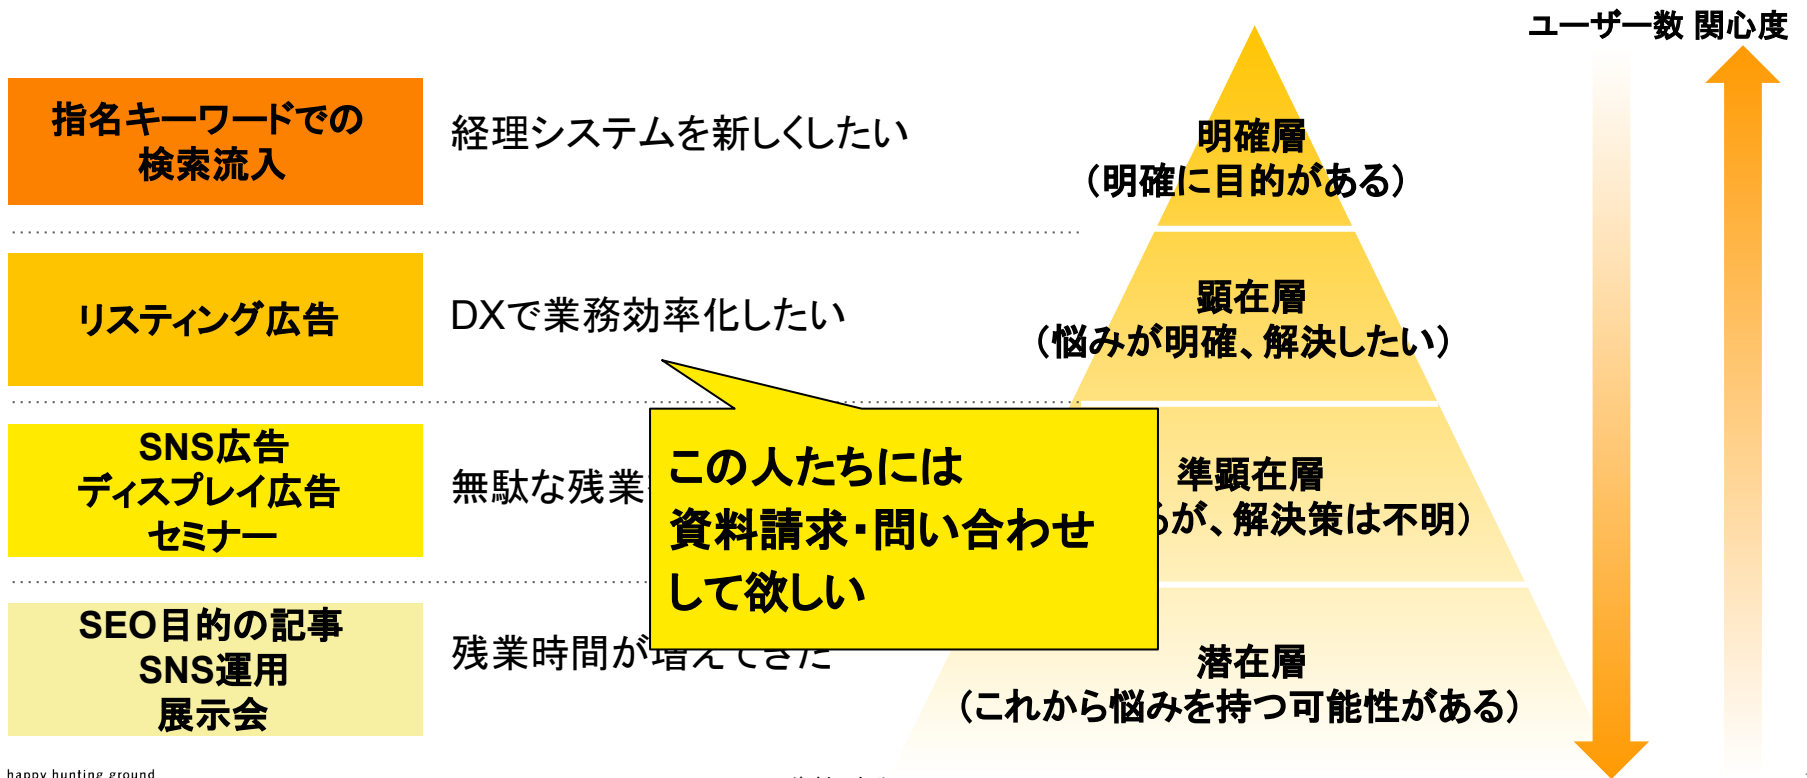 ユーザー数 関心度
指名キーワードでの
検索流入
経理システムを新しくしたい
明確層
（明確に目的がある）
リスティング広告
DXで業務効率化したい
顕在層
（悩みが明確、解決したい）
SNS広告
ディスプレイ広告
セミナー
無駄な残業
この人たちには
資料請求・問い合わせ
して欲しい
準顕在層
が、解決策は不明）
SEO目的の記事
SNS運用
展示会
残業時間が増えてきた
潜在層
（これから悩みを持つ可能性がある）
happy hunting ground